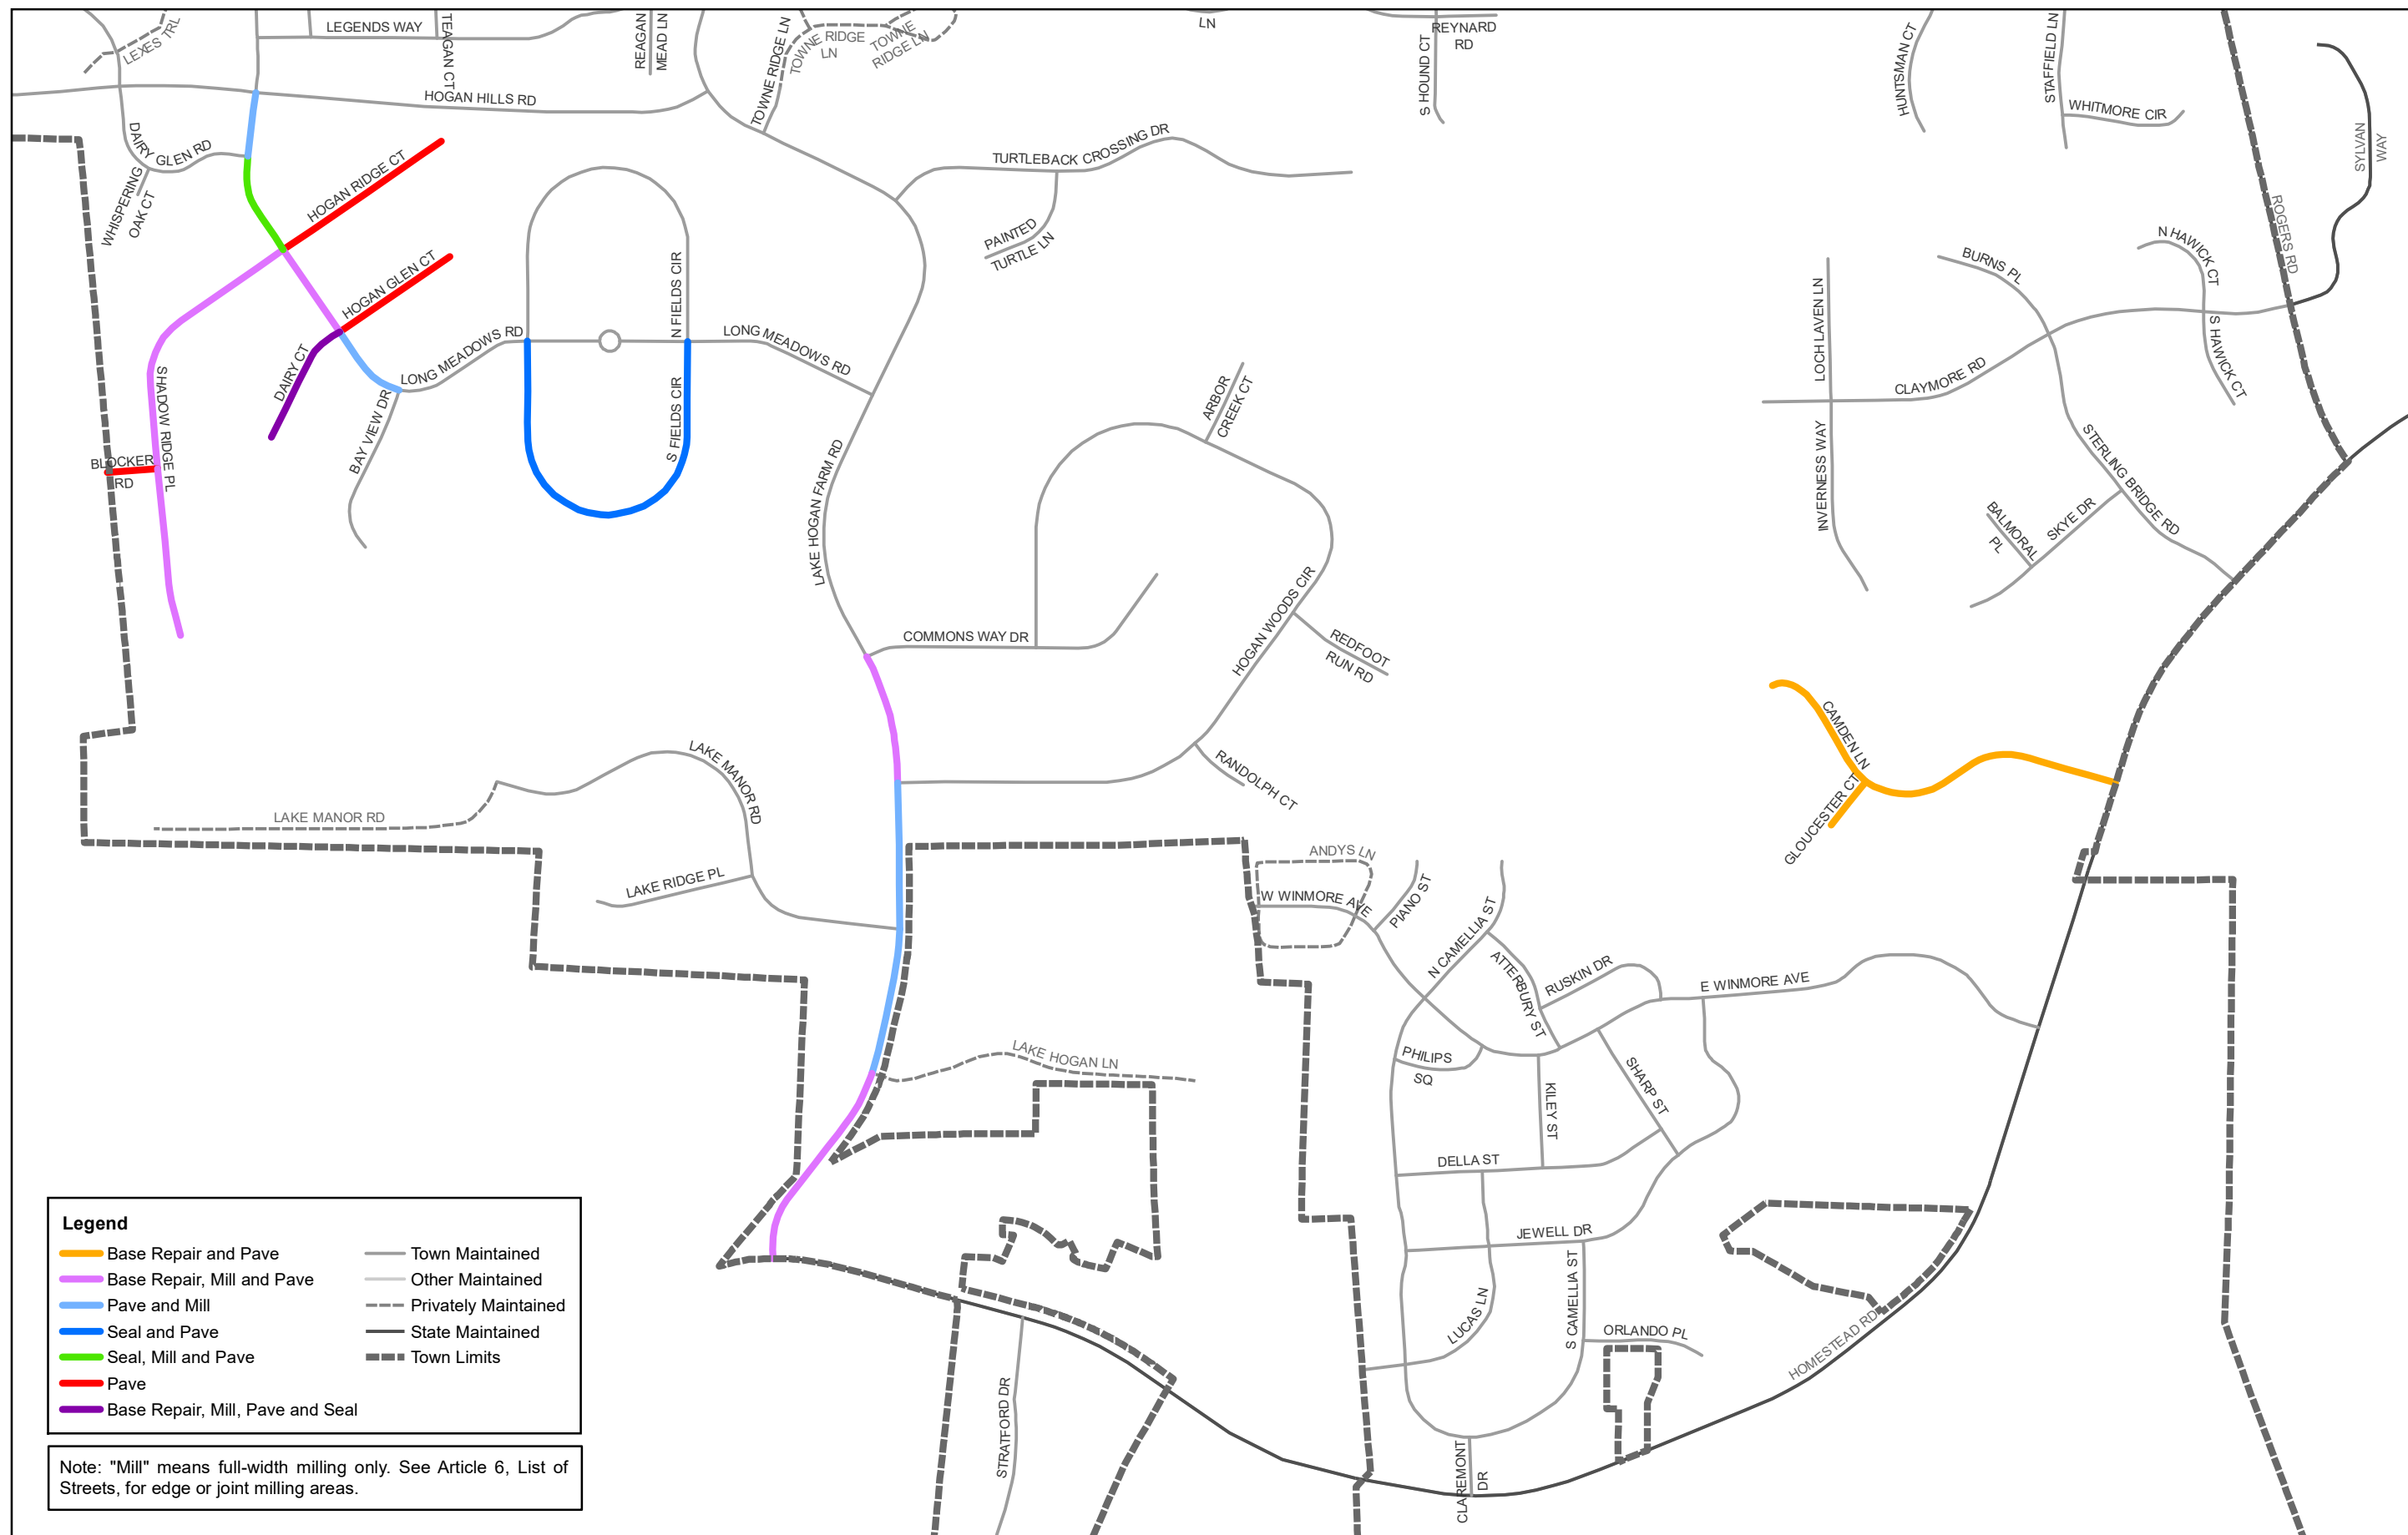 LEXES TRL
LEGENDS WAY
TEAGAN CT
REAGAN
MEAD LN
TOWNE RIDGE LN
TOWNE RIDGE
LN
TOWNE
RIDGE LN
LN
REYNARD
RD
S HOUND CT
HUNTSMAN CT
STAFFIELD LN
WHITMORE CIR
SYLVAN
WAY
ROGERS RD
HOGAN HILLS RD
DAIRY GLEN RD
WHISPERING
OAK CT
HOGAN RIDGE CT
HOGAN GLEN CT
DAIRY CT
SHADOW RIDGE PL
BLOCKER
RD
BAY VIEW DR
LONG MEADOWS RD
N FIELDS CIR
S FIELDS CIR
LONG MEADOWS RD
TURTLEBACK CROSSING DR
PAINTED
TURTLE LN
LAKE HOGAN FARM RD
ARBOR
CREEK CT
COMMONS WAY DR
HOGAN WOODS CIR
REDFOOT
RUN RD
RANDOLPH CT
LOCH LAVEN LN
INVERNESS WAY
CLAYMORE RD
BURNS PL
N HAWICK CT
S HAWICK CT
STERLING BRIDGE RD
SKYE DR
BALMORAL
PL
CAMDEN LN
GLOUCESTER CT
LAKE MANOR RD
LAKE MANOR RD
LAKE RIDGE PL
LAKE HOGAN LN
ANDYS LN
W WINMORE AVE
PIANO ST
N CAMELLIA ST
ATTERBURY ST
RUSKIN DR
E WINMORE AVE
PHILIPS
SQ
KILEY ST
SHARP ST
DELLA ST
JEWELL DR
LUCAS LN
S CAMELLIA ST
ORLANDO PL
CLAREMONT
DR
STRATFORD DR
HOMESTEAD RD
Legend
Base Repair and Pave
Base Repair, Mill and Pave
Pave and Mill
Seal and Pave
Seal, Mill and Pave
Pave
Base Repair, Mill, Pave and Seal
Town Maintained
Other Maintained
Privately Maintained
State Maintained
Town Limits
Note: "Mill" means full-width milling only. See Article 6, List of
Streets, for edge or joint milling areas.